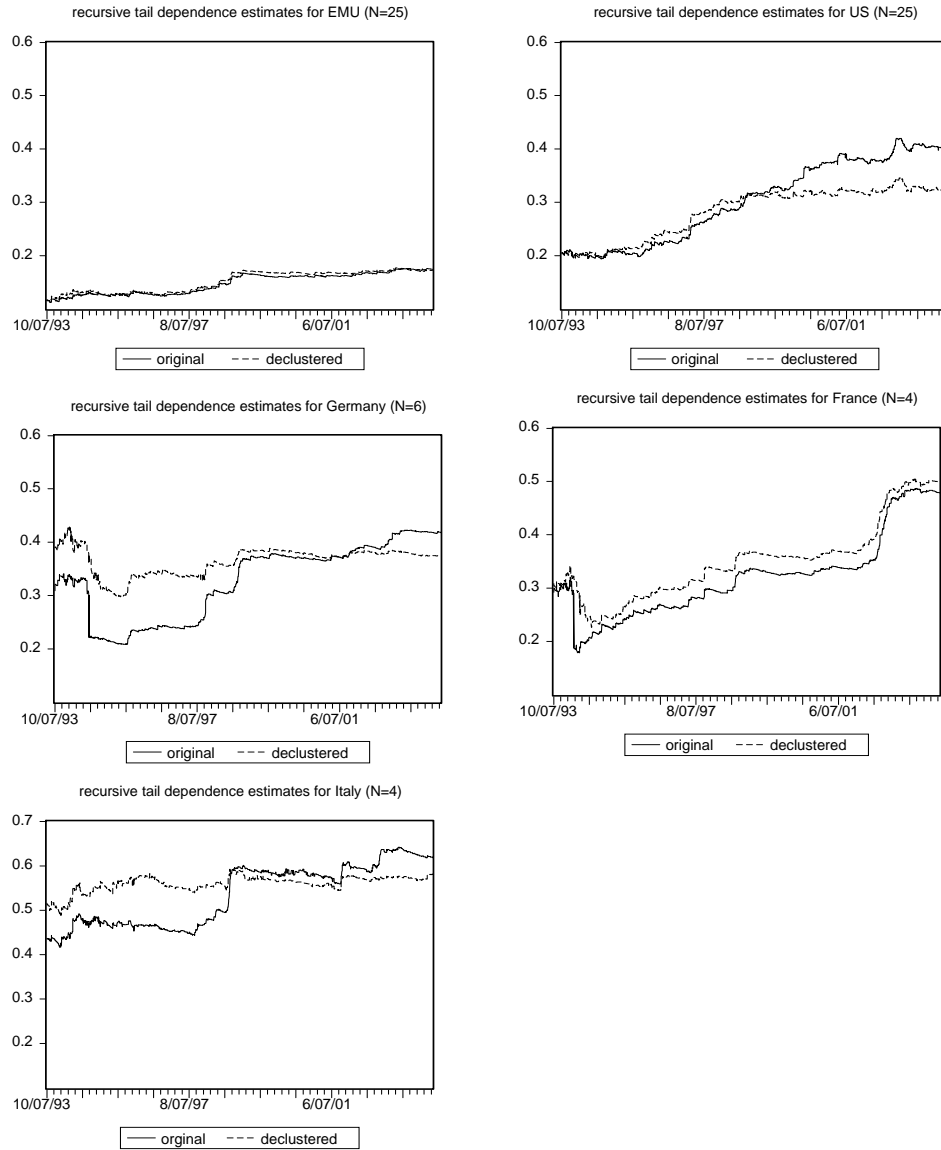 recursive tail dependence estimates for EMU (N=25)
0.6
0.5
0.4
0.3
0.2
10/07/93 8/07/97 6/07/01
original declustered
recursive tail dependence estimates for US (N=25)
0.6
0.5
0.4
0.3
0.2
10/07/93 8/07/97 6/07/01
original declustered
recursive tail dependence estimates for Germany (N=6)
0.6
0.5
0.4
0.3
0.2
10/07/93 8/07/97 6/07/01
original declustered
recursive tail dependence estimates for France (N=4)
0.6
0.5
0.4
0.3
0.2
10/07/93 8/07/97 6/07/01
original declustered
recursive tail dependence estimates for Italy (N=4)
0.7
0.6
0.5
0.4
0.3
0.2
10/07/93 8/07/97 6/07/01
orginal declustered